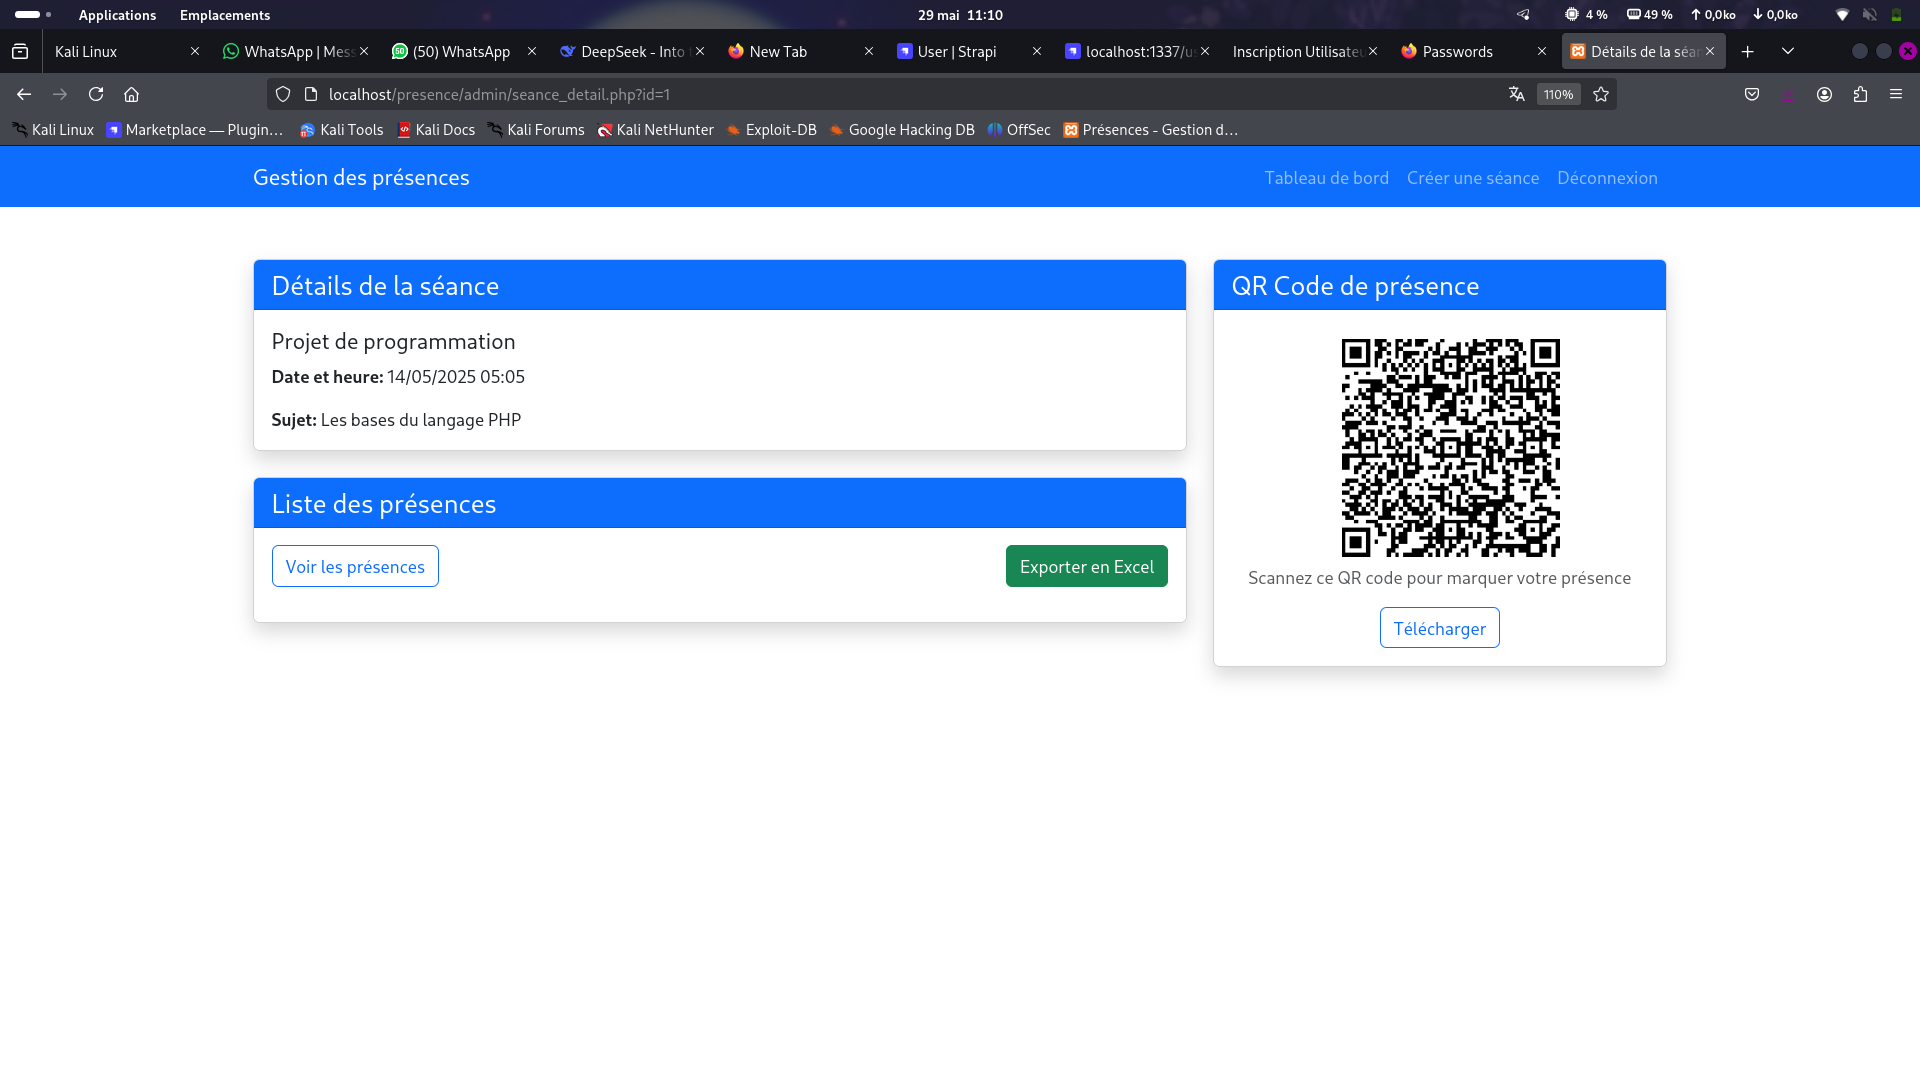 Applications Emplacements 29 mai 11:10 4 % 49 % 0,0ko 0,0ko
Kali Linux WhatsApp | Mess (50) WhatsApp DeepSeek - Into New Tab User | Strapi localhost:1337/us Inscription Utilisateu Passwords Détails de la séan
localhost/presence/admin/seance_detail.php?id=1 110%
Kali Linux Marketplace — Plugin… Kali Tools Kali Docs Kali Forums Kali NetHunter Exploit-DB Google Hacking DB OffSec Présences - Gestion d…
Gestion des présences Tableau de bord Créer une séance Déconnexion
Détails de la séance
Projet de programmation
Date et heure: 14/05/2025 05:05
Sujet: Les bases du langage PHP
Liste des présences
Voir les présences Exporter en Excel
QR Code de présence
Scannez ce QR code pour marquer votre présence
Télécharger